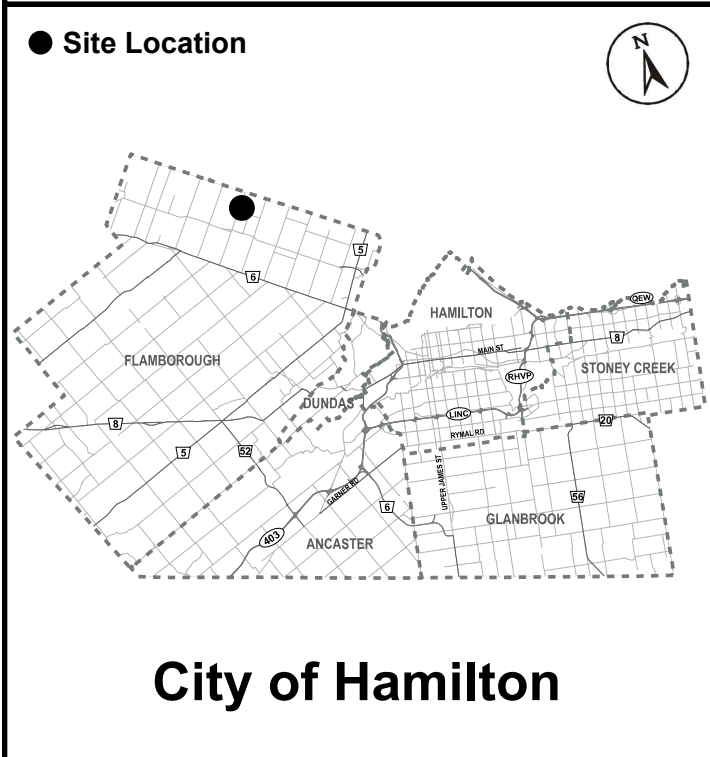 Site Location
N
5
6
HAMILTON
QEW
8
MAIN ST
FLAMBOROUGH
STONEY CREEK
RHVP
DUNDAS
LINC
20
8
RYMAL RD
5
52
UPPER JAMES ST
GARNER RD
56
6
GLANBROOK
403
ANCASTER
City of Hamilton